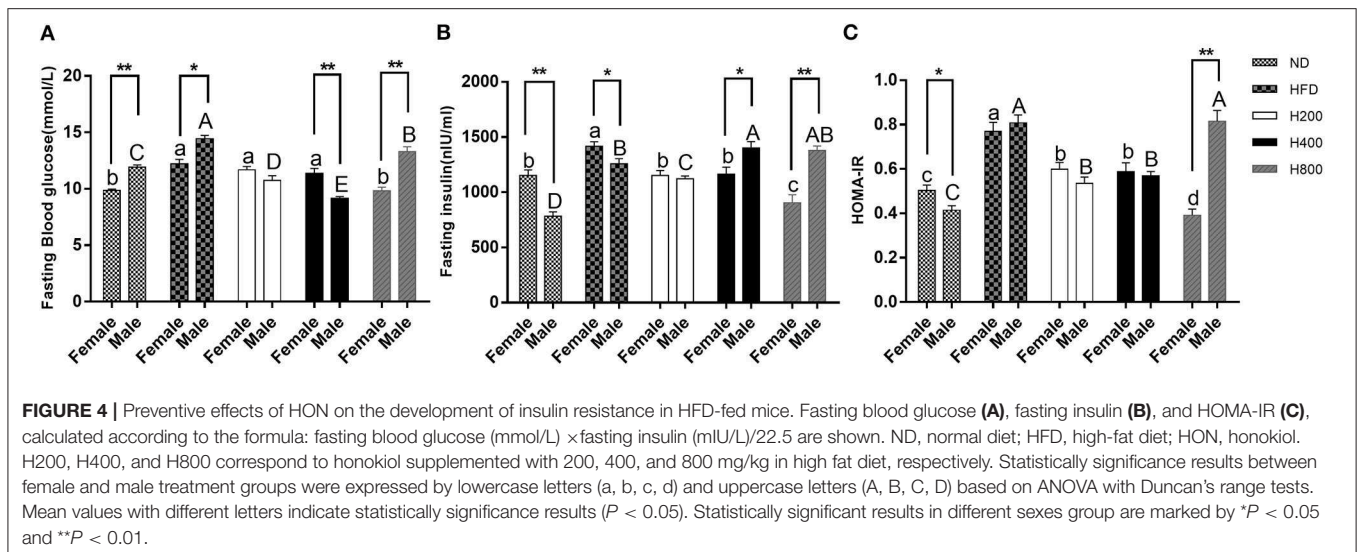 A
Fasting Blood glucose(mmol/L)
20
15
10
5
0
** * ** **
b C a A a D a E b B
Female Male Female Male Female Male Female Male Female Male
B
Fasting insulin(nIU/ml)
2000
1500
1000
500
0
** * * **
b D a B b C b A c AB
Female Male Female Male Female Male Female Male Female Male
C
HOMA-IR
1.0
0.8
0.6
0.4
0.2
0.0
* **
c C a A b B b B d A
Female Male Female Male Female Male Female Male Female Male
ND
HFD
H200
H400
H800
FIGURE 4 | Preventive effects of HON on the development of insulin resistance in HFD-fed mice. Fasting blood glucose (A), fasting insulin (B), and HOMA-IR (C),
calculated according to the formula: fasting blood glucose (mmol/L) ×fasting insulin (mIU/L)/22.5 are shown. ND, normal diet; HFD, high-fat diet; HON, honokiol.
H200, H400, and H800 correspond to honokiol supplemented with 200, 400, and 800 mg/kg in high fat diet, respectively. Statistically significance results between
female and male treatment groups were expressed by lowercase letters (a, b, c, d) and uppercase letters (A, B, C, D) based on ANOVA with Duncan's range tests.
Mean values with different letters indicate statistically significance results (P < 0.05). Statistically significant results in different sexes group are marked by *P < 0.05
and **P < 0.01.